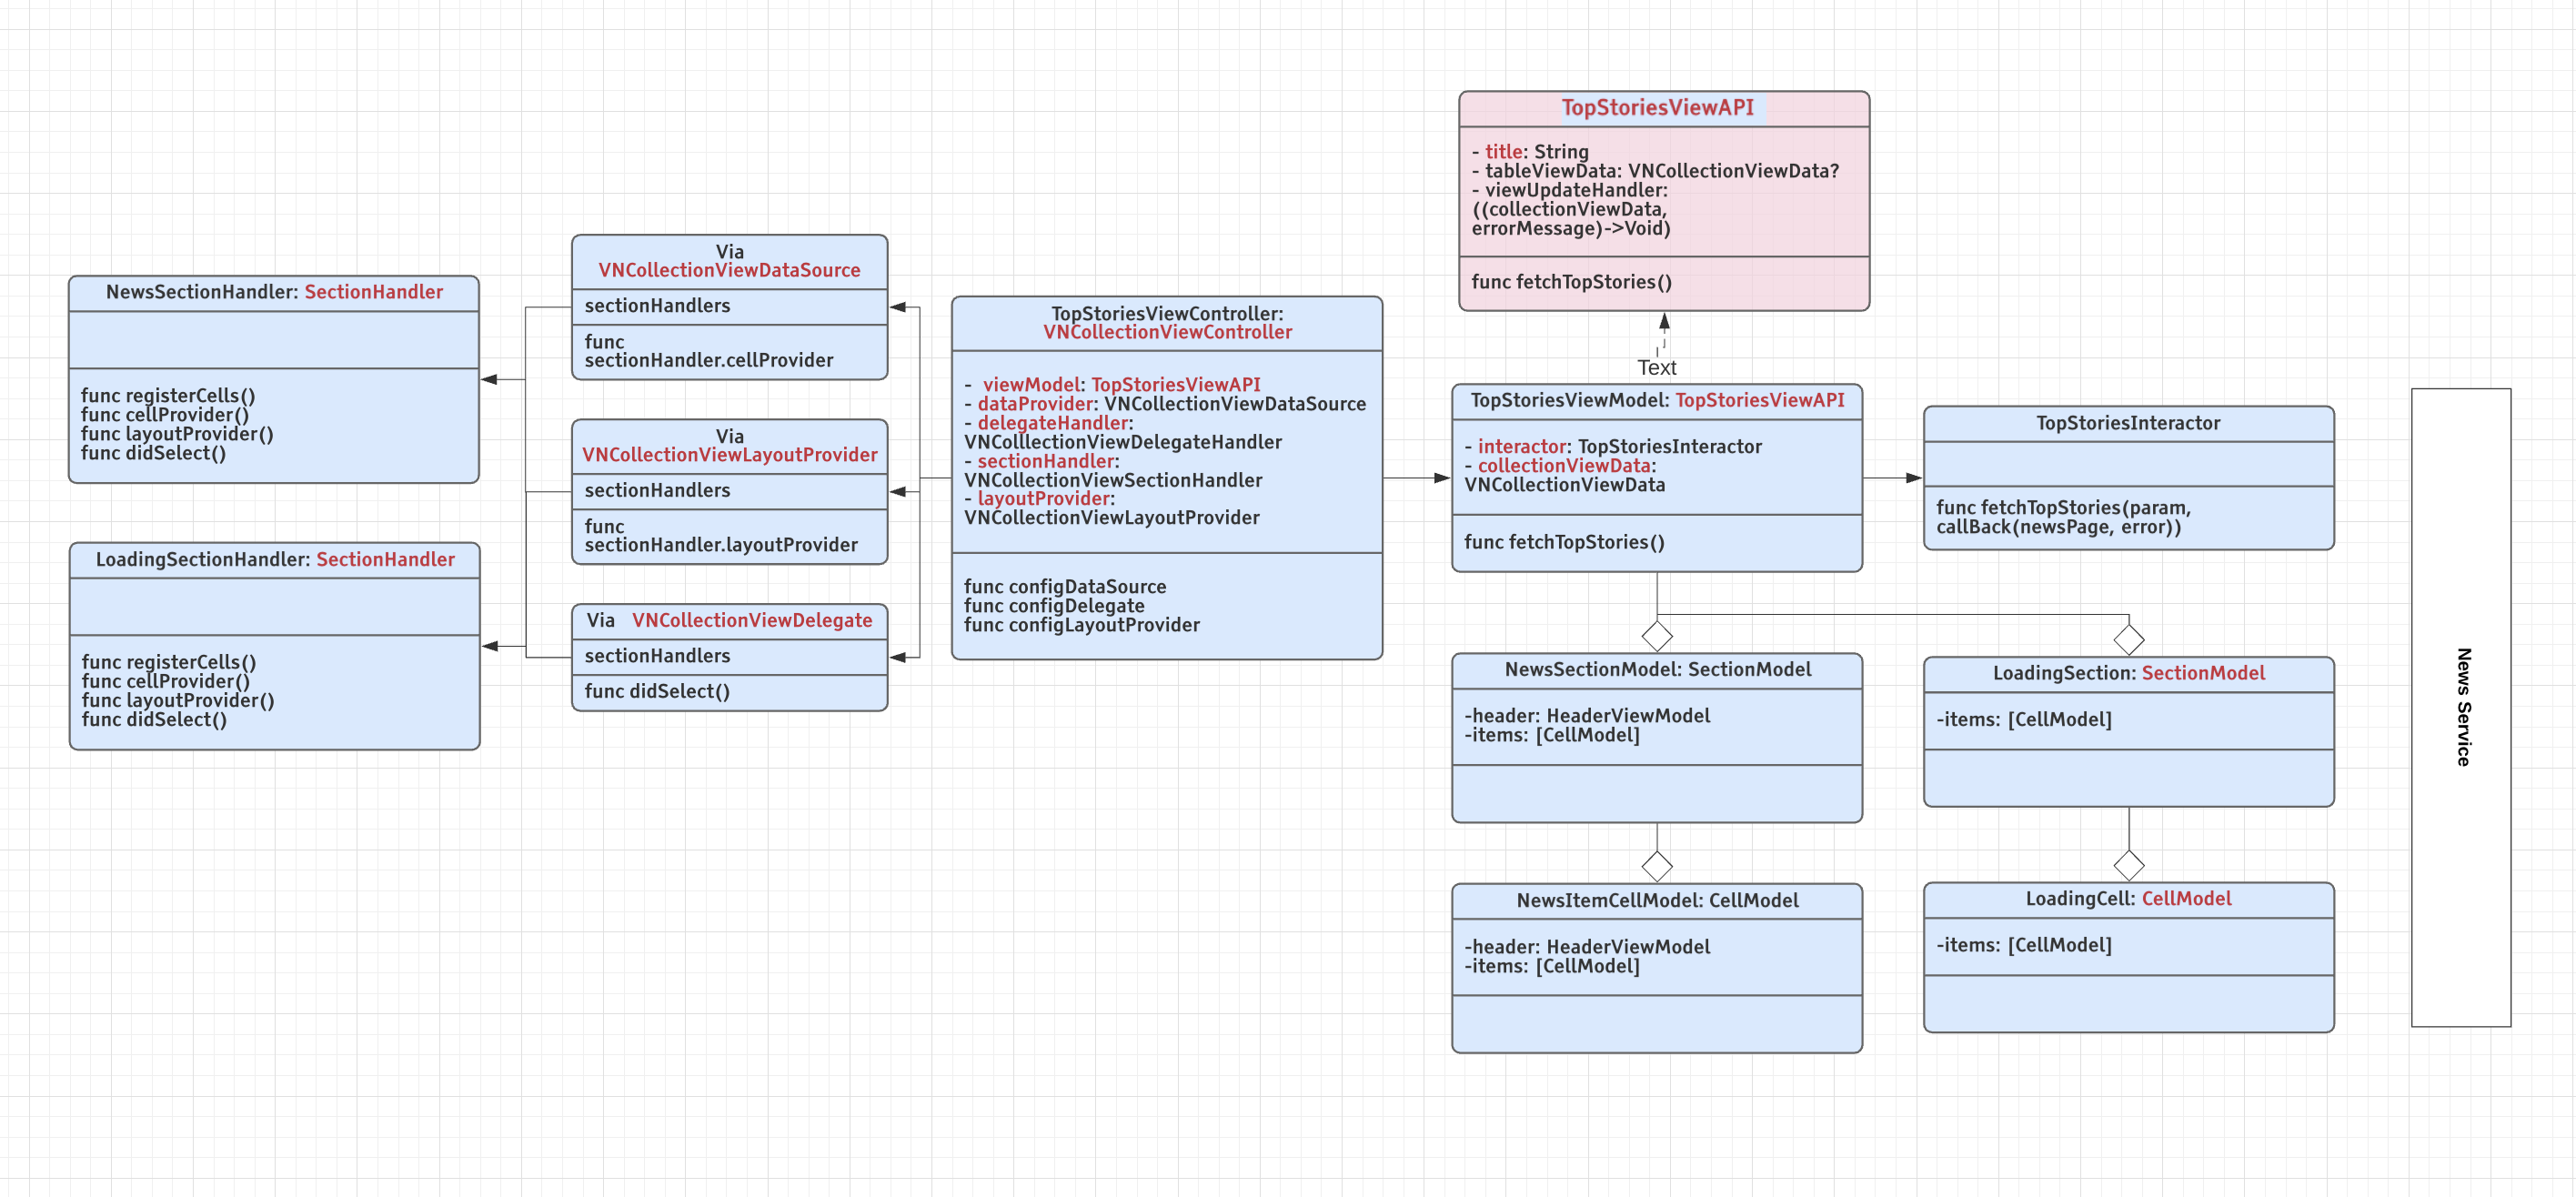 TopStoriesViewAPI
- title: String
- tableViewData: VNCollectionViewData?
- viewUpdateHandler:
((collectionViewData,
errorMessage)->Void)
func fetchTopStories()
Text
NewsSectionHandler: SectionHandler
func registerCells()
func cellProvider()
func layoutProvider()
func didSelect()
LoadingSectionHandler: SectionHandler
func registerCells()
func cellProvider()
func layoutProvider()
func didSelect()
Via
VNCollectionViewDataSource
sectionHandlers
func
sectionHandler.cellProvider
Via
VNCollectionViewLayoutProvider
sectionHandlers
func
sectionHandler.layoutProvider
Via VNCollectionViewDelegate
sectionHandlers
func didSelect()
TopStoriesViewController:
VNCollectionViewController
- viewModel: TopStoriesViewAPI
- dataProvider: VNCollectionViewDataSource
- delegateHandler:
VNColllectionViewDelegateHandler
- sectionHandler:
VNCollectionViewSectionHandler
- layoutProvider:
VNCollectionViewLayoutProvider
func configDataSource
func configDelegate
func configLayoutProvider
TopStoriesViewModel: TopStoriesViewAPI
- interactor: TopStoriesInteractor
- collectionViewData:
VNCollectionViewData
func fetchTopStories()
TopStoriesInteractor
func fetchTopStories(param,
callBack(newsPage, error))
NewsSectionModel: SectionModel
-header: HeaderViewModel
-items: [CellModel]
LoadingSection: SectionModel
-items: [CellModel]
NewsItemCellModel: CellModel
-header: HeaderViewModel
-items: [CellModel]
LoadingCell: CellModel
-items: [CellModel]
News Service